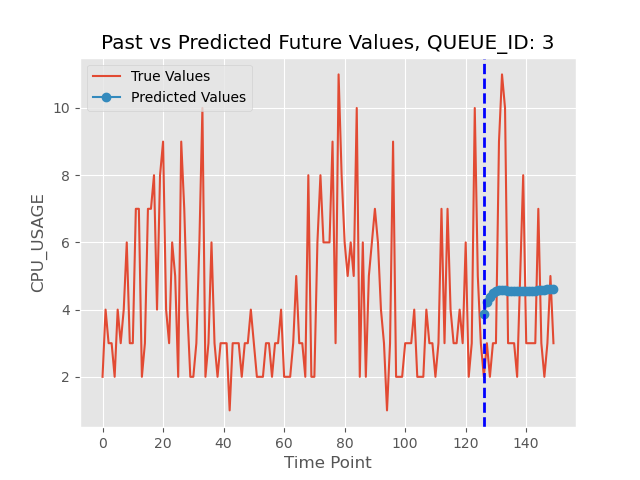 Past vs Predicted Future Values, QUEUE_ID: 3
True Values
Predicted Values
10
8
6
4
2
CPU_USAGE
0 20 40 60 80 100 120 140
Time Point